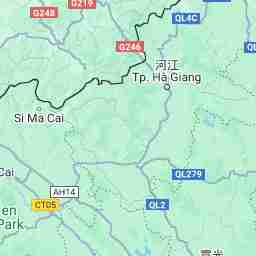 G219
G248
QL4C
G246
河江
Tp. Hà Giang
Si Ma Cai
Cai
QL279
AH14
CT05
QL2
en
Park